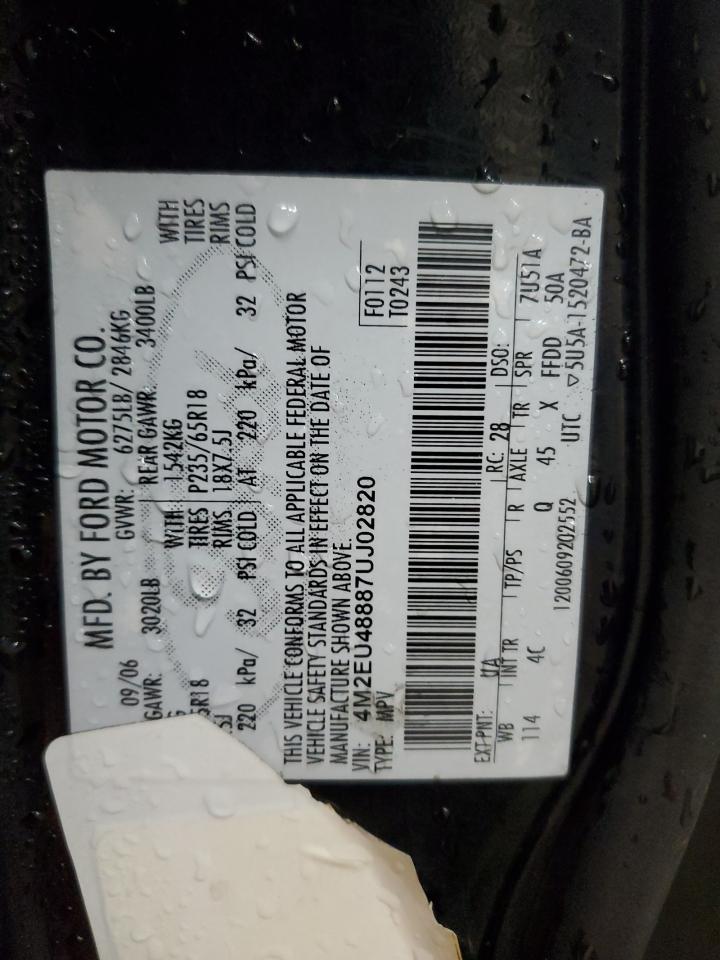 MFD. BY FORD MOTOR CO.
09/06 GVWR: 6275LB/ 2846KG
GAWR: 3020LB REAR GAWR: 3400LB
WITH 1542KG WITH
SR18 TIRES P235/65R18 TIRES
5J RIMS 18X7.5J RIMS
220 kPa/ 32 PSI COLD AT 220 kPa/ 32 PSI COLD
THIS VEHICLE CONFORMS TO ALL APPLICABLE FEDERAL MOTOR
VEHICLE SAFETY STANDARDS IN EFFECT ON THE DATE OF
MANUFACTURE SHOWN ABOVE.
VIN: 4M2EU48887UJ02820 F0112
TYPE: MPV T0243
EXT PNT: UA RC: 28 DSO:
WB INT TR TP/PS R AXLE TR SPR 7U51A
114 4C Q 45 X FFDD 50A
1200609202552 UTC ▽5U5A-1520472-BA